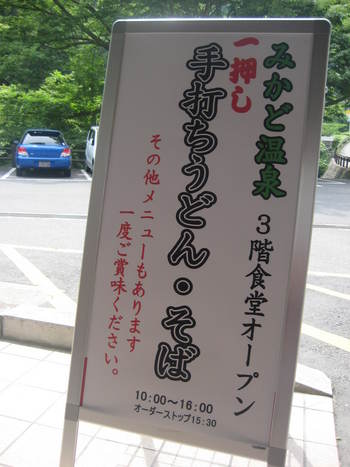 みかど温泉
3階食堂オープン
一押し
手打ちうどん・そば
その他メニューもあります
一度ご賞味ください。
10:00～16:00
オーダーストップ15:30